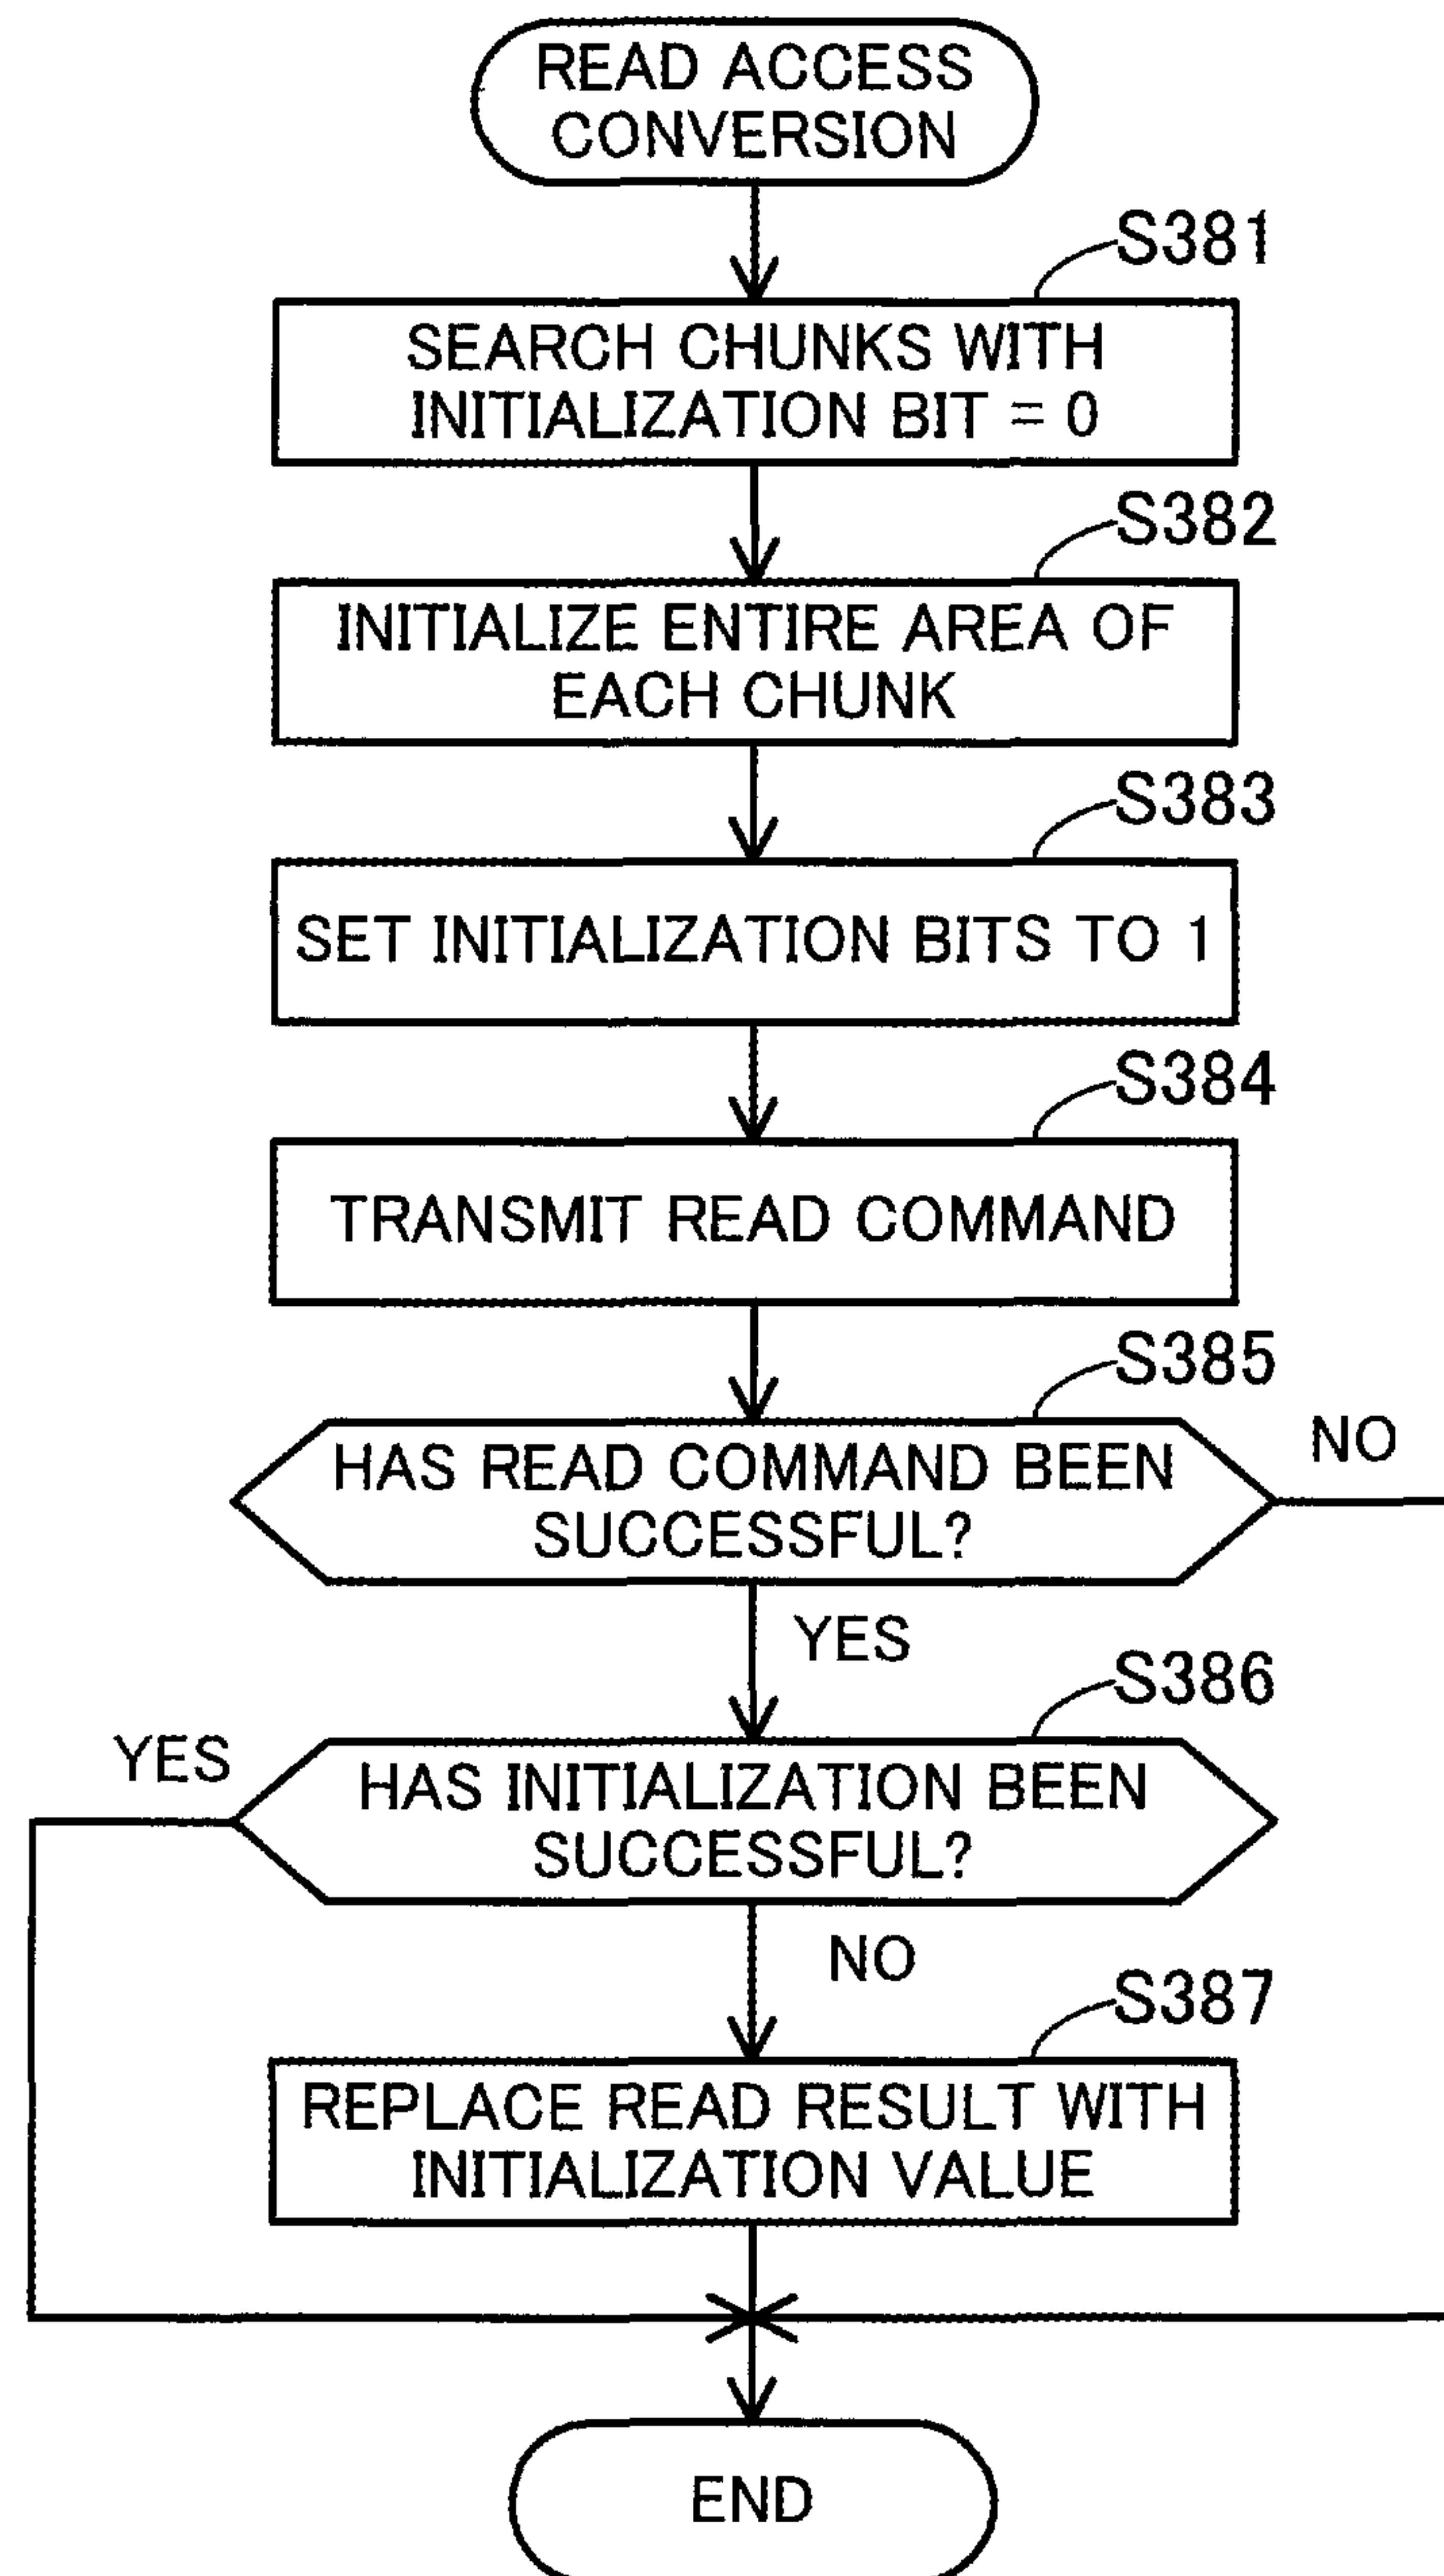 READ ACCESS
CONVERSION
S381
SEARCH CHUNKS WITH
INITIALIZATION BIT = 0
S382
INITIALIZE ENTIRE AREA OF
EACH CHUNK
S383
SET INITIALIZATION BITS TO 1
S384
TRANSMIT READ COMMAND
S385
HAS READ COMMAND BEEN
SUCCESSFUL?
NO
YES
S386
YES
HAS INITIALIZATION BEEN
SUCCESSFUL?
NO
S387
REPLACE READ RESULT WITH
INITIALIZATION VALUE
END